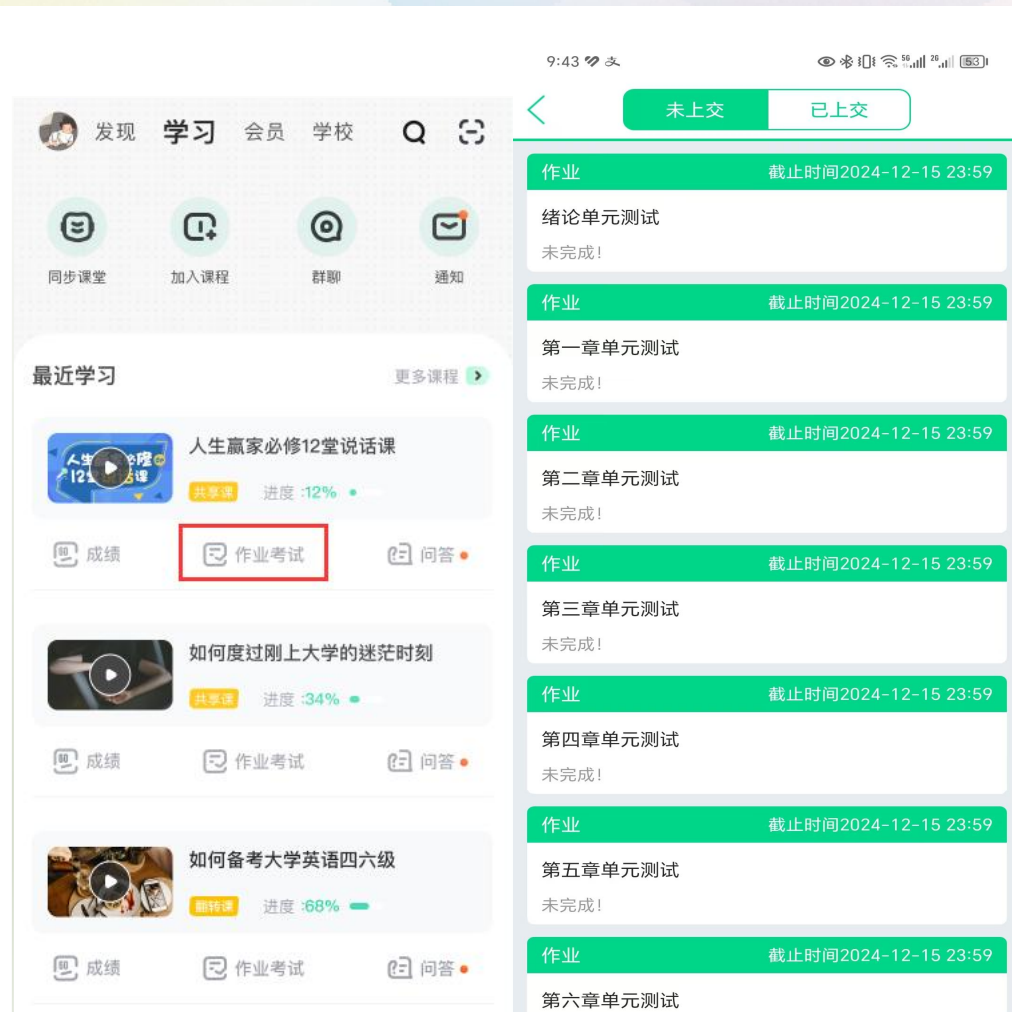 发现 学习 会员 学校
同步课堂 加入课程 群聊 通知
最近学习 更多课程
人生赢家必修12堂说话课
共享课 进度:12%
成绩 作业考试 问答
如何度过刚上大学的迷茫时刻
共享课 进度:34%
成绩 作业考试 问答
如何备考大学英语四六级
翻转课 进度:68%
成绩 作业考试 问答
9:43 53
未上交 已上交
作业 截止时间2024-12-15 23:59
绪论单元测试
未完成!
作业 截止时间2024-12-15 23:59
第一章单元测试
未完成!
作业 截止时间2024-12-15 23:59
第二章单元测试
未完成!
作业 截止时间2024-12-15 23:59
第三章单元测试
未完成!
作业 截止时间2024-12-15 23:59
第四章单元测试
未完成!
作业 截止时间2024-12-15 23:59
第五章单元测试
未完成!
作业 截止时间2024-12-15 23:59
第六章单元测试